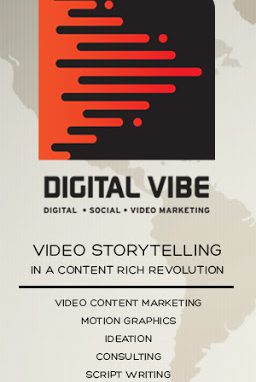 DIGITAL VIBE
DIGITAL • SOCIAL • VIDEO MARKETING
VIDEO STORYTELLING
IN A CONTENT RICH REVOLUTION
VIDEO CONTENT MARKETING
MOTION GRAPHICS
IDEATION
CONSULTING
SCRIPT WRITING